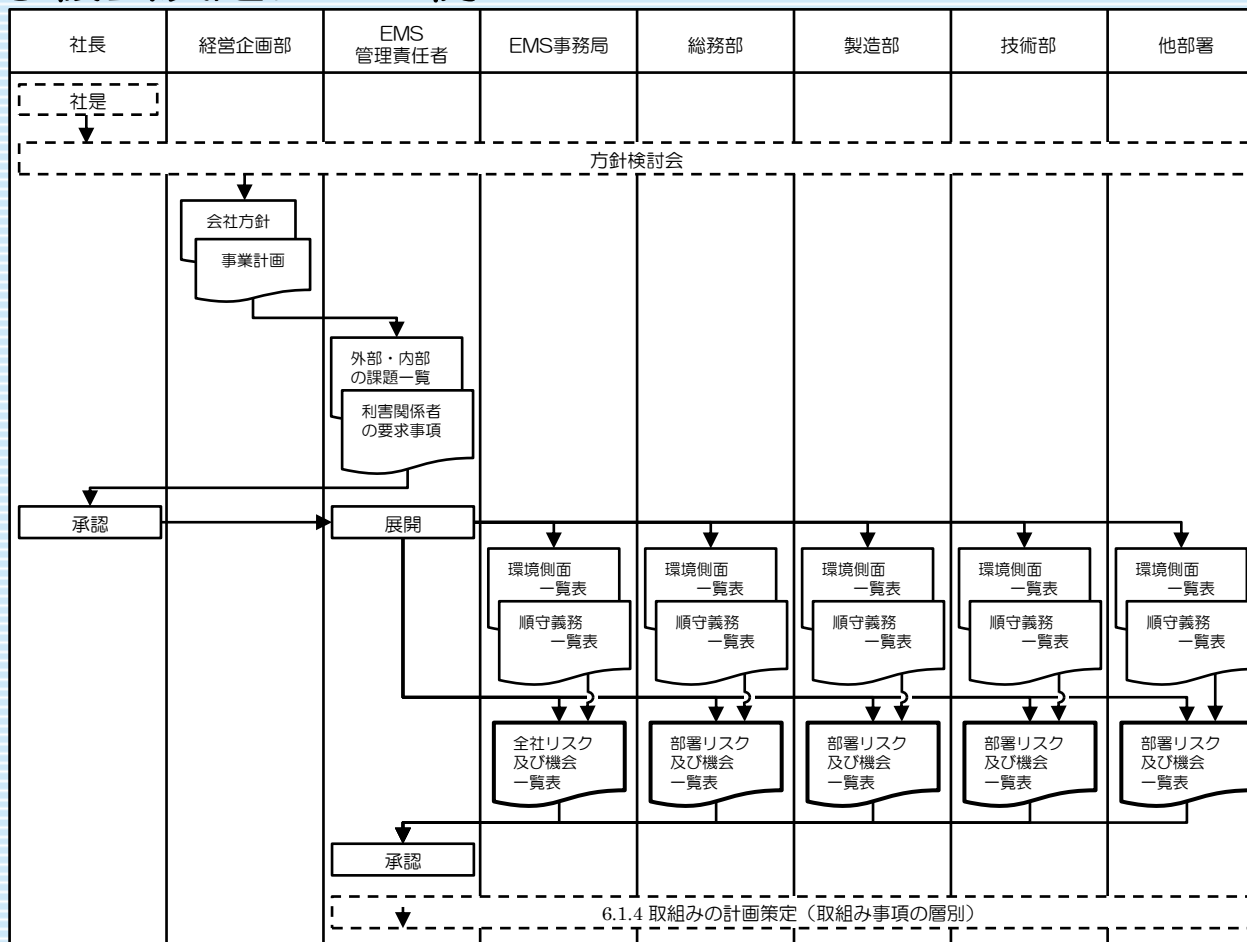 社長
経営企画部
EMS
管理責任者
EMS事務局
総務部
製造部
技術部
他部署
社是
方針検討会
会社方針
事業計画
外部・内部
の課題一覧
利害関係者
の要求事項
承認
展開
環境側面
一覧表
環境側面
一覧表
環境側面
一覧表
環境側面
一覧表
環境側面
一覧表
順守義務
一覧表
順守義務
一覧表
順守義務
一覧表
順守義務
一覧表
順守義務
一覧表
全社リスク
及び機会
一覧表
部署リスク
及び機会
一覧表
部署リスク
及び機会
一覧表
部署リスク
及び機会
一覧表
部署リスク
及び機会
一覧表
承認
6.1.4 取組みの計画策定（取組み事項の層別）